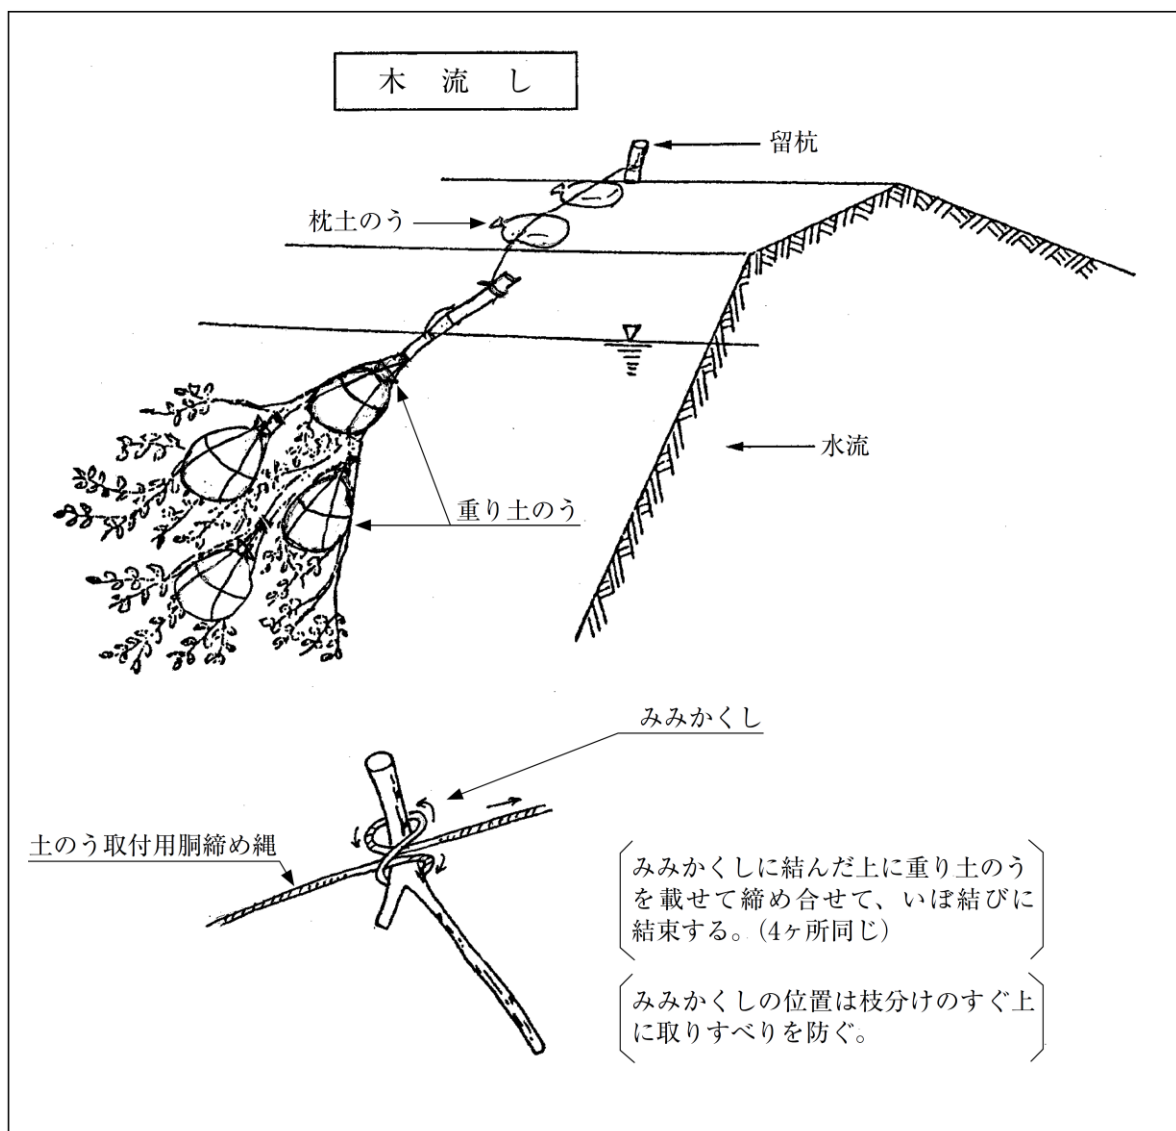 木流し
留杭
枕土のう
水流
重り土のう
みみかくし
土のう取付用胴締め縄
みみかくしに結んだ上に重り土のう
を載せて締め合せて、いぼ結びに
結束する。(4ヶ所同じ)
みみかくしの位置は枝分けのすぐ上
に取りすべりを防ぐ。